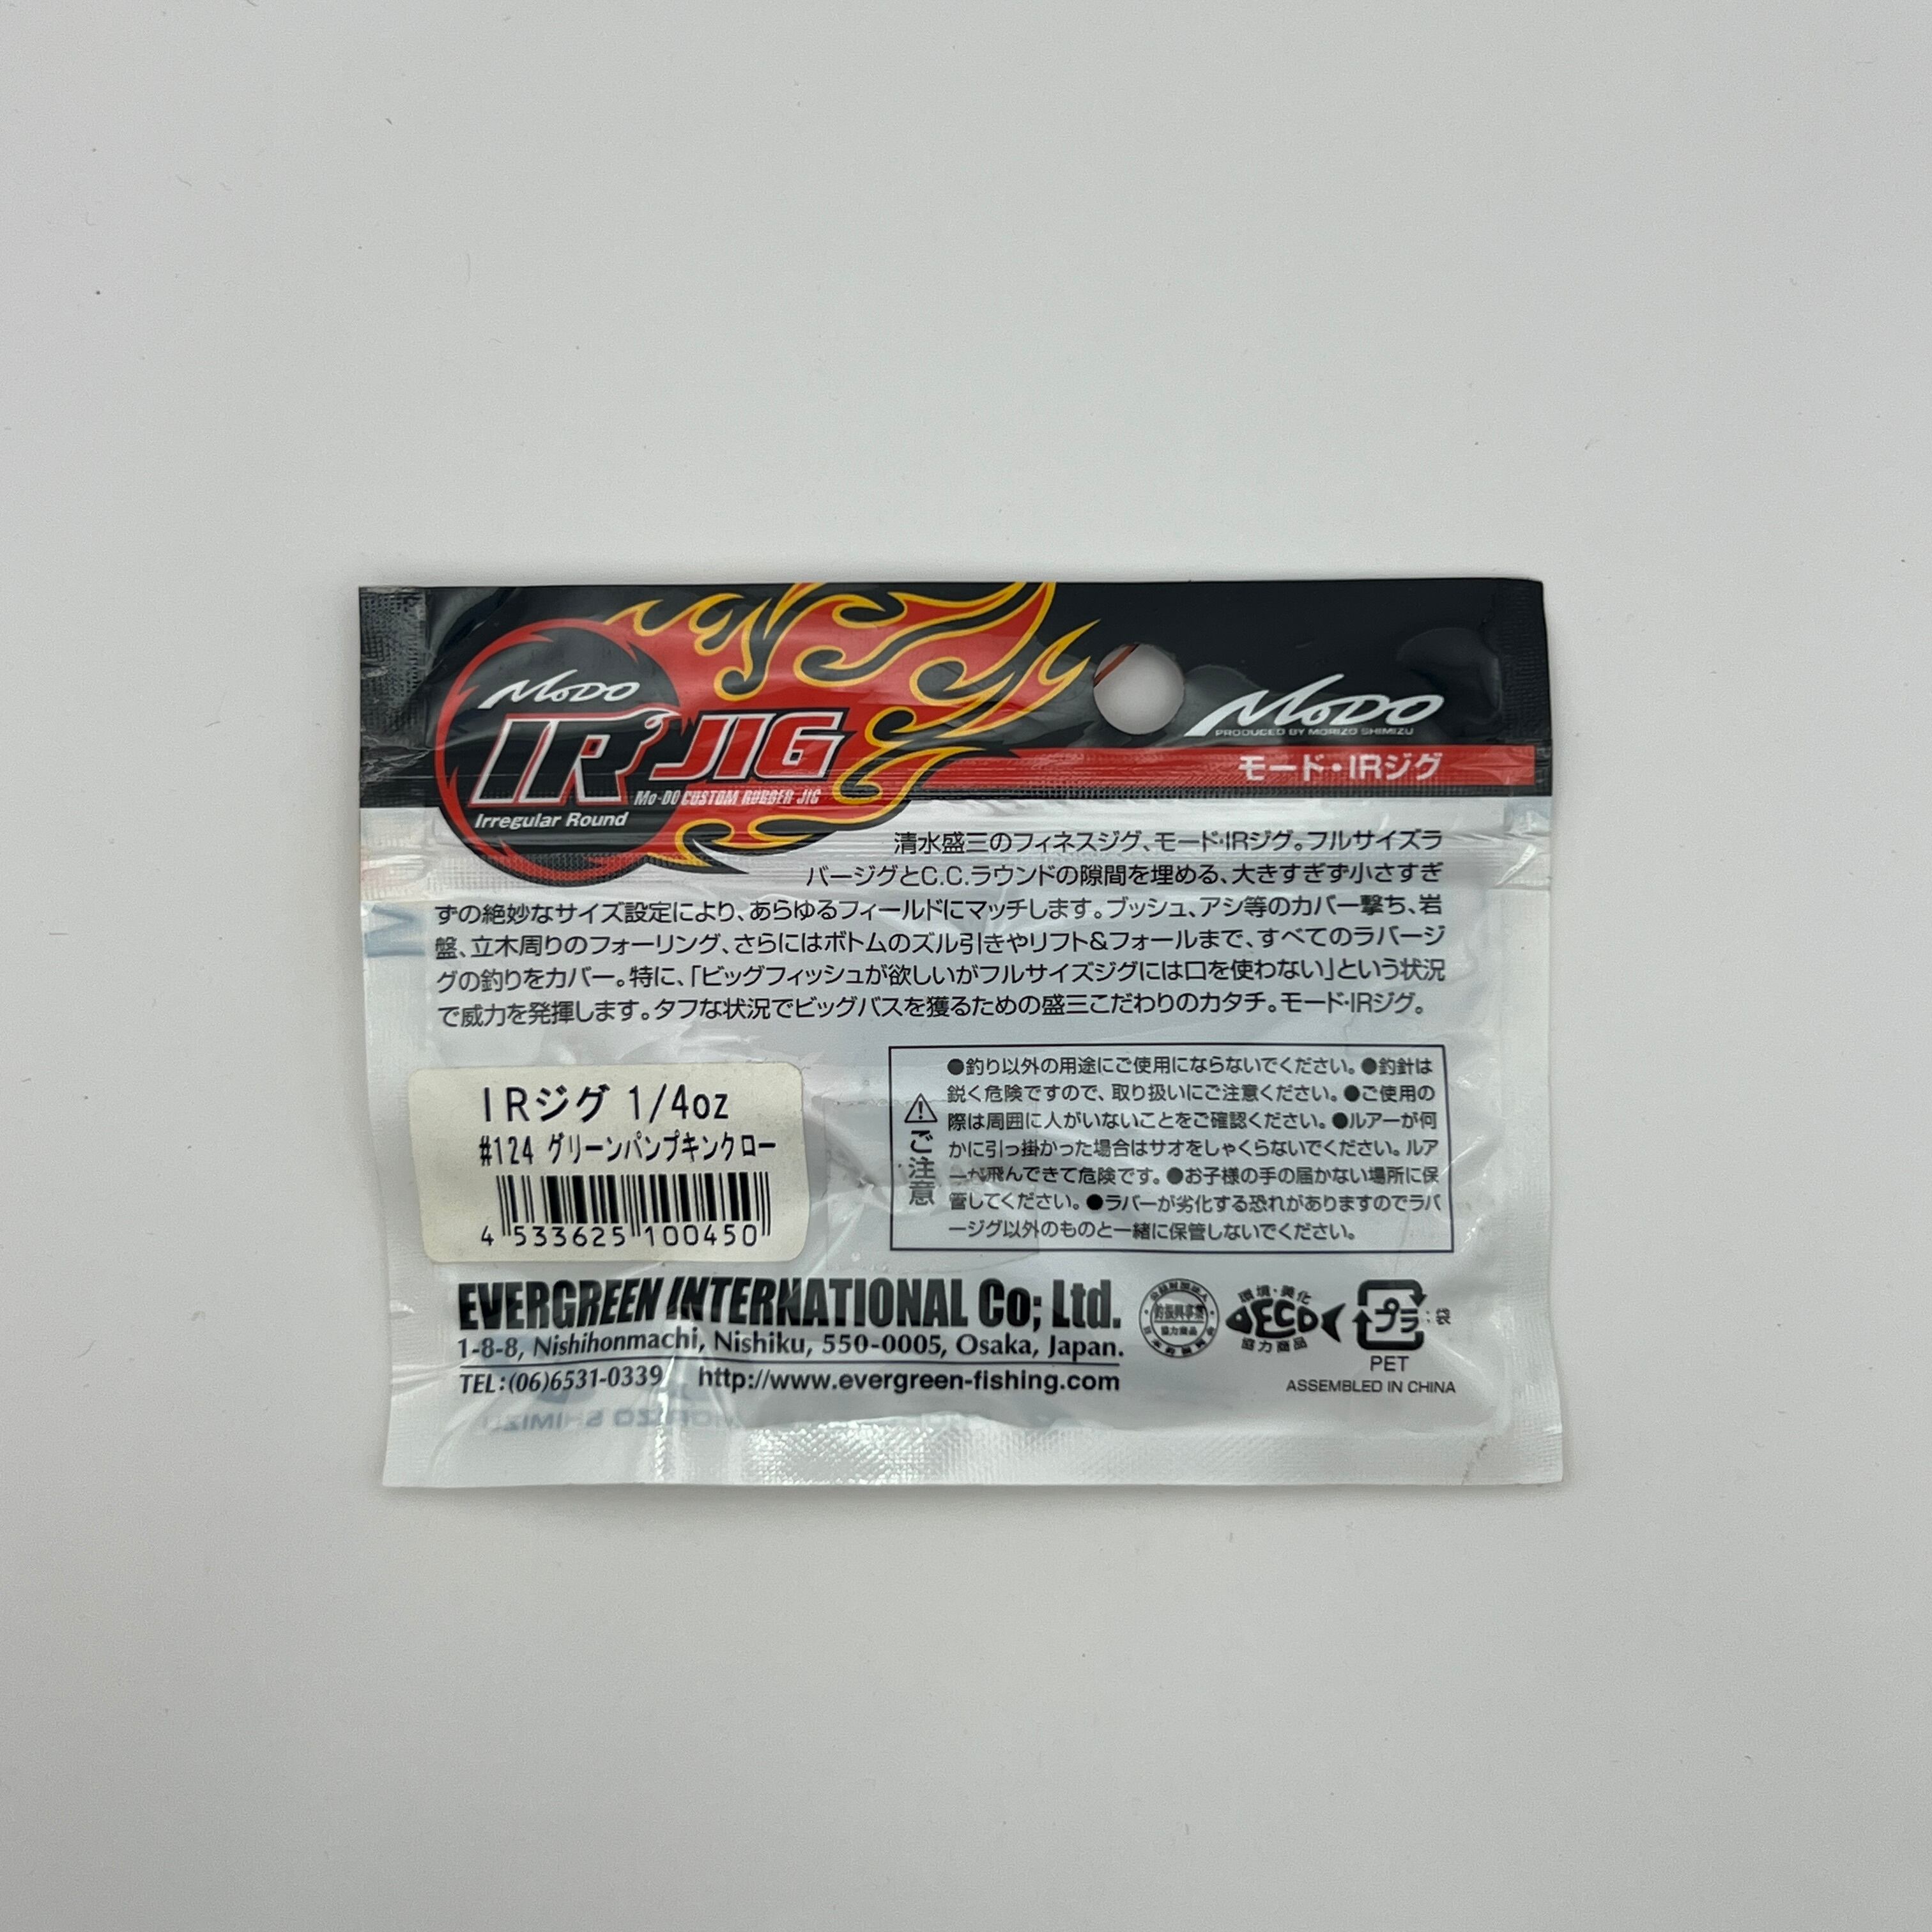 MoDO
IR JIG
Mo-DO CUSTOM RUBBER JIG
Irregular Round
MoDO
PRODUCED BY MORIZO SHIMIZU
モード・IRジグ
清水盛三のフィネスジグ、モード・IRジグ。フルサイズラ
バージグとC.C.ラウンドの隙間を埋める、大きすぎず小さすぎ
ずの絶妙なサイズ設定により、あらゆるフィールドにマッチします。ブッシュ、アシ等のカバー撃ち、岩
盤、立木周りのフォーリング、さらにはボトムのズル引きやリフト&フォールまで、すべてのラバージ
グの釣りをカバー。特に、「ビッグフィッシュが欲しいがフルサイズジグには口を使わない」という状況
で威力を発揮します。タフな状況でビッグバスを獲るための盛三こだわりのカタチ。モード・IRジグ。
IRジグ 1/4oz
#124 グリーンパンプキンクロー
4 533625 100450
ご注意
●釣り以外の用途にご使用にならないでください。●釣針は
鋭く危険ですので、取り扱いにご注意ください。●ご使用の
際は周囲に人がいないことをご確認ください。●ルアーが何
かに引っ掛かった場合はサオをしゃくらないでください。ルア
ーが飛んできて危険です。●お子様の手の届かない場所に保
管してください。●ラバーが劣化する恐れがありますのでラバ
ージグ以外のものと一緒に保管しないでください。
EVERGREEN INTERNATIONAL Co; Ltd.
1-8-8, Nishihonmachi, Nishiku, 550-0005, Osaka, Japan.
TEL:(06)6531-0339 http://www.evergreen-fishing.com
釣振興事業
協力商品
環境・美化
ECO
協力商品
プラ
:袋
PET
ASSEMBLED IN CHINA